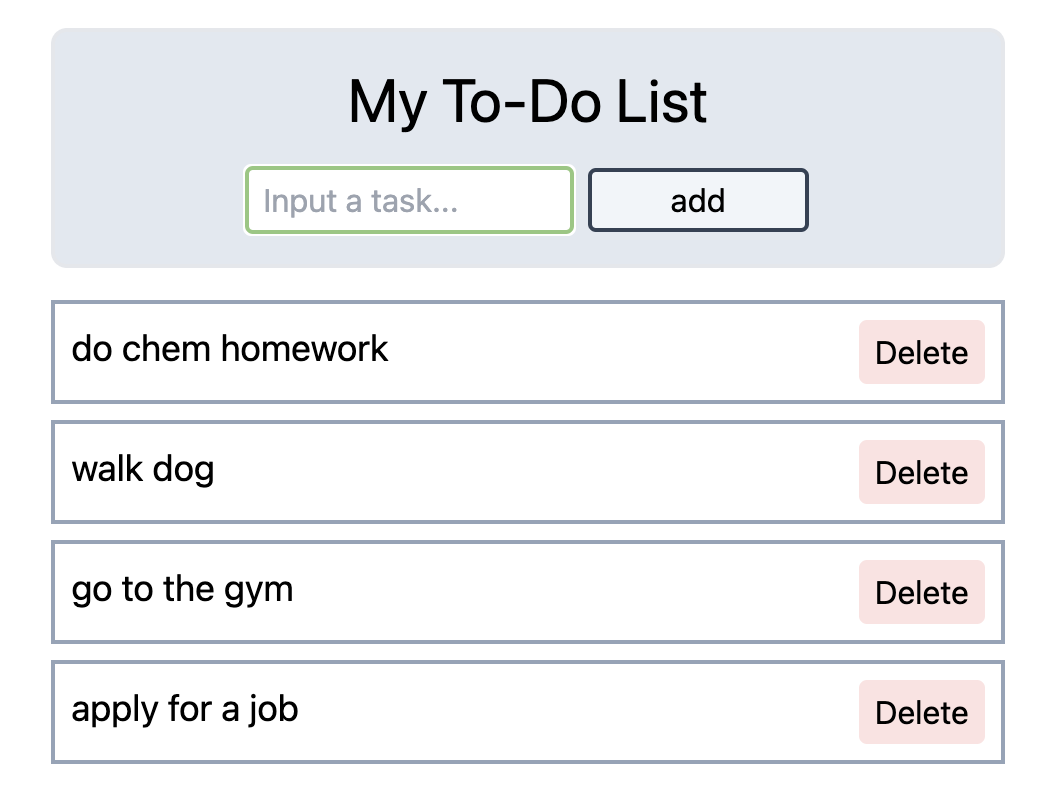 My To-Do List
Input a task... add
do chem homework Delete
walk dog Delete
go to the gym Delete
apply for a job Delete